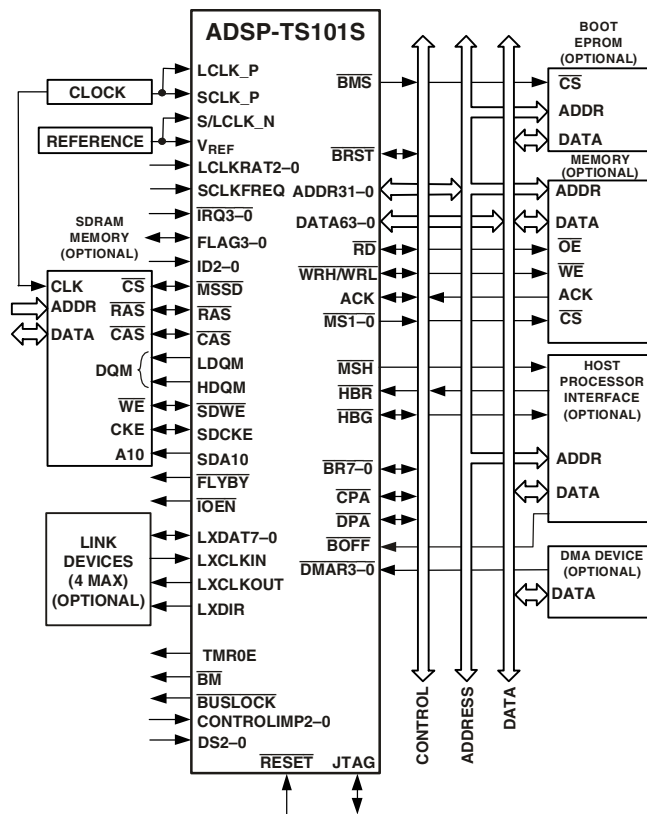 ADSP-TS101S
CLOCK
REFERENCE
SDRAM
MEMORY
(OPTIONAL)
CLK
ADDR
DATA
CS
RAS
CAS
DQM
WE
CKE
A10
LINK
DEVICES
(4 MAX)
(OPTIONAL)
LCLK_P
SCLK_P
S/LCLK_N
VREF
LCLKRAT2-0
SCLKFREQ
IRQ3-0
FLAG3-0
ID2-0
MSSD
RAS
CAS
LDQM
HDQM
SDWE
SDCKE
SDA10
FLYBY
IOEN
LXDAT7-0
LXCLKIN
LXCLKOUT
LXDIR
TMR0E
BM
BUSLOCK
CONTROLIMP2-0
DS2-0
RESET
JTAG
BMS
BRST
ADDR31-0
DATA63-0
RD
WRH/WRL
ACK
MS1-0
MSH
HBR
HBG
BR7-0
CPA
DPA
BOFF
DMAR3-0
CONTROL
ADDRESS
DATA
BOOT
EPROM
(OPTIONAL)
CS
ADDR
DATA
MEMORY
(OPTIONAL)
ADDR
DATA
OE
WE
ACK
CS
HOST
PROCESSOR
INTERFACE
(OPTIONAL)
ADDR
DATA
DMA DEVICE
(OPTIONAL)
DATA